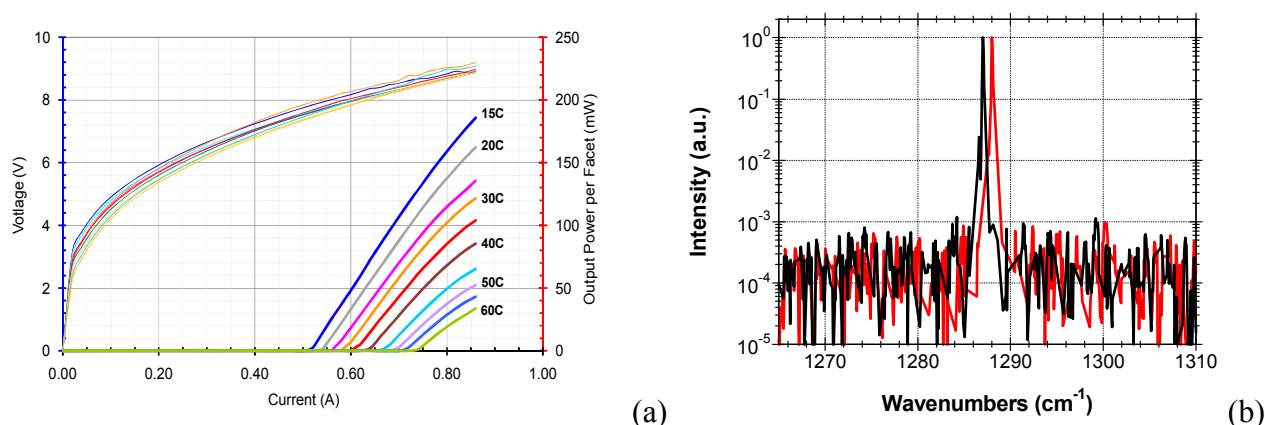 10
8
6
4
2
0
Votlage (V)
250
200
150
100
50
0
Output Power per Facet (mW)
15C
20C
30C
40C
50C
60C
0.00 0.20 0.40 0.60 0.80 1.00
Current (A)
(a)
10^0
10^-1
10^-2
10^-3
10^-4
10^-5
Intensity (a.u.)
1270 1280 1290 1300 1310
Wavenumbers (cm^-1)
(b)